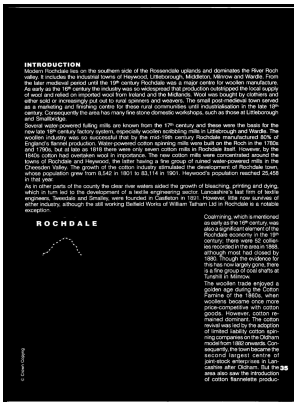 INTRODUCTION
Modern Rochdale lies on the southern side of the Rossendale uplands and dominates the River Roch
valley. It includes the industrial towns of Heywood, Littleborough, Middleton, Milnrow and Wardle. From
the later medieval period until the 19th century Rochdale was a major centre for woollen manufacture.
As early as the 16th century the industry was so widespread that production outstripped the local supply
of wool and relied on imported wool from Ireland and the Midlands. Wool was bought by clothiers and
either sold or increasingly put out to rural spinners and weavers. The small post-medieval town served
as a marketing and finishing centre for these rural communities until industrialisation in the late 18th
century. Consequently the area has many fine stone domestic workshops, such as those at Littleborough
and Smallbridge.
Several water-powered fulling mills are known from the 17th century and these were the basis for the
new late 18th century factory system, especially woollen scribbling mills in Littleborough and Wardle. The
woollen industry was so successful that by the mid-19th century Rochdale manufactured 80% of
England's flannel production. Water-powered cotton spinning mills were built on the Roch in the 1780s
and 1790s, but at late as 1818 there were only seven cotton mills in Rochdale itself. However, by the
1840s cotton had overtaken wool in importance. The new cotton mills were concentrated around the
towns of Rochdale and Heywood, the latter having a fine group of ruined water-powered mills in the
Cheesden Valley. The growth of the cotton industry stimulated the development of Rochdale town
whose population grew from 8,542 in 1801 to 83,114 in 1901. Heywood's population reached 25,458
in that year.
As in other parts of the county the clear river waters aided the growth of bleaching, printing and dying,
which in turn led to the development of a textile engineering sector. Lancashire's last firm of textile
engineers, Tweedale and Smalley, were founded in Castleton in 1891. However, little now survives of
either industry, although the still working Belfield Works of William Tatham Ltd in Rochdale is a notable
exception.
ROCHDALE
Coalmining, which is mentioned
as early as the 16th century, was
also a significant element of the
Rochdale economy in the 19th
century; there were 52 collier-
ies recorded in the area in 1868,
although most had closed by
1880. Though the evidence for
this has now largely gone, there
is a fine group of coal shafts at
Tunshill in Milnrow.
The woollen trade enjoyed a
golden age during the Cotton
Famine of the 1860s, when
woollens became once more
price-competitive with cotton
goods. However, cotton re-
mained dominant. The cotton
revival was led by the adoption
of limited liability cotton spin-
ning companies on the Oldham
model from 1882 onwards. Con-
sequently, the town became the
second largest centre of
joint-stock enterprises in Lan-
cashire after Oldham. But the
area also saw the introduction
of cotton flannelette produc-
35
© Crown Copyright